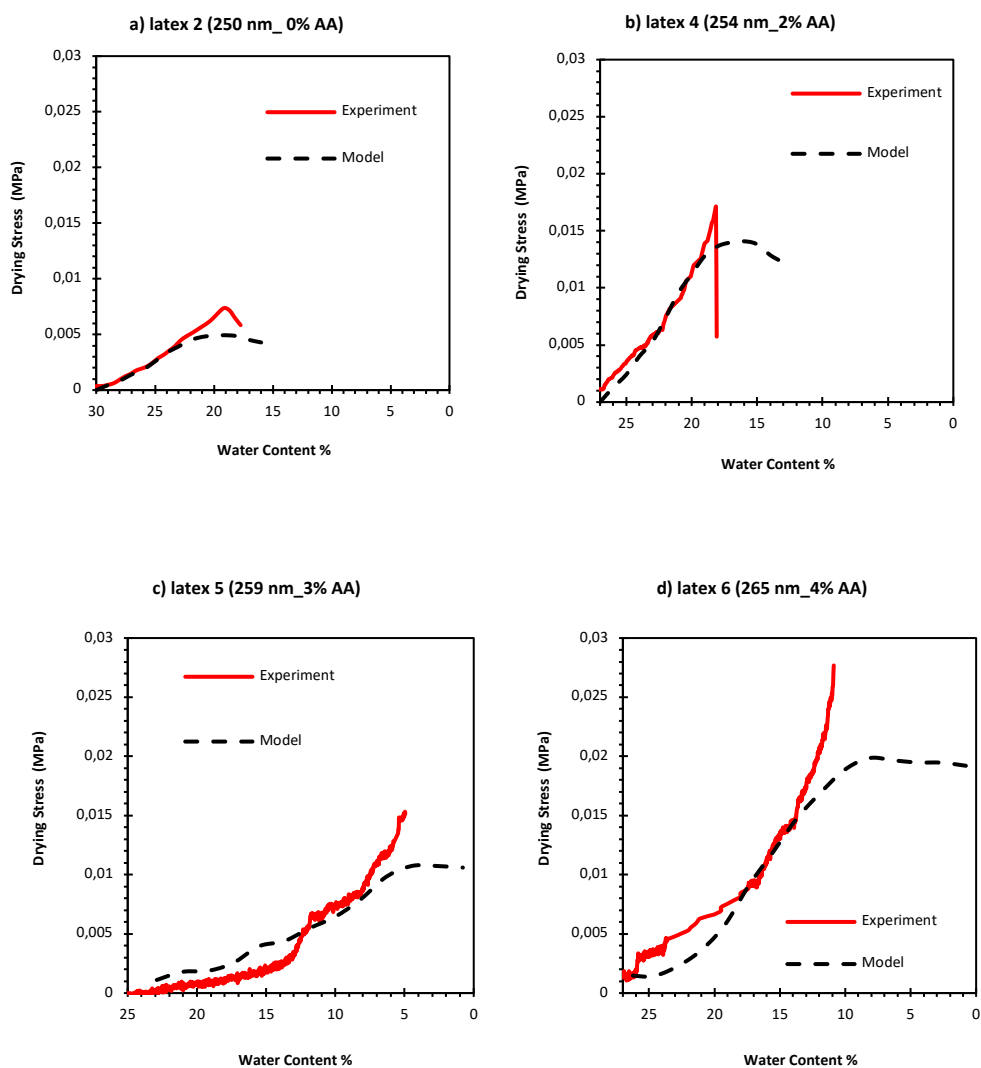 a) latex 2 (250 nm_ 0% AA)
0,03
0,025
0,02
0,015
0,01
0,005
0
Drying Stress (MPa)
Experiment
Model
30 25 20 15 10 5 0
Water Content %
b) latex 4 (254 nm_2% AA)
0,03
0,025
0,02
0,015
0,01
0,005
0
Drying Stress (MPa)
Experiment
Model
25 20 15 10 5 0
Water Content %
c) latex 5 (259 nm_3% AA)
0,03
0,025
0,02
0,015
0,01
0,005
0
Drying Stress (MPa)
Experiment
Model
25 20 15 10 5 0
Water Content %
d) latex 6 (265 nm_4% AA)
0,03
0,025
0,02
0,015
0,01
0,005
0
Drying Stress (MPa)
Experiment
Model
25 20 15 10 5 0
Water Content %